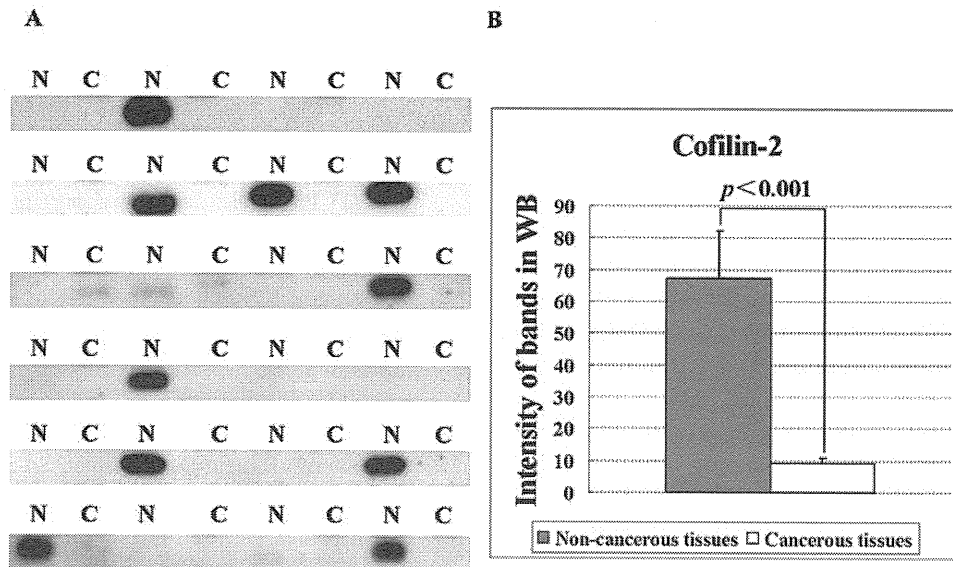 A
N C N C N C N C
N C N C N C N C
N C N C N C N C
N C N C N C N C
N C N C N C N C
N C N C N C N C
B
Cofilin-2
p<0.001
Intensity of bands in WB
90
80
70
60
50
40
30
20
10
0
Non-cancerous tissues Cancerous tissues